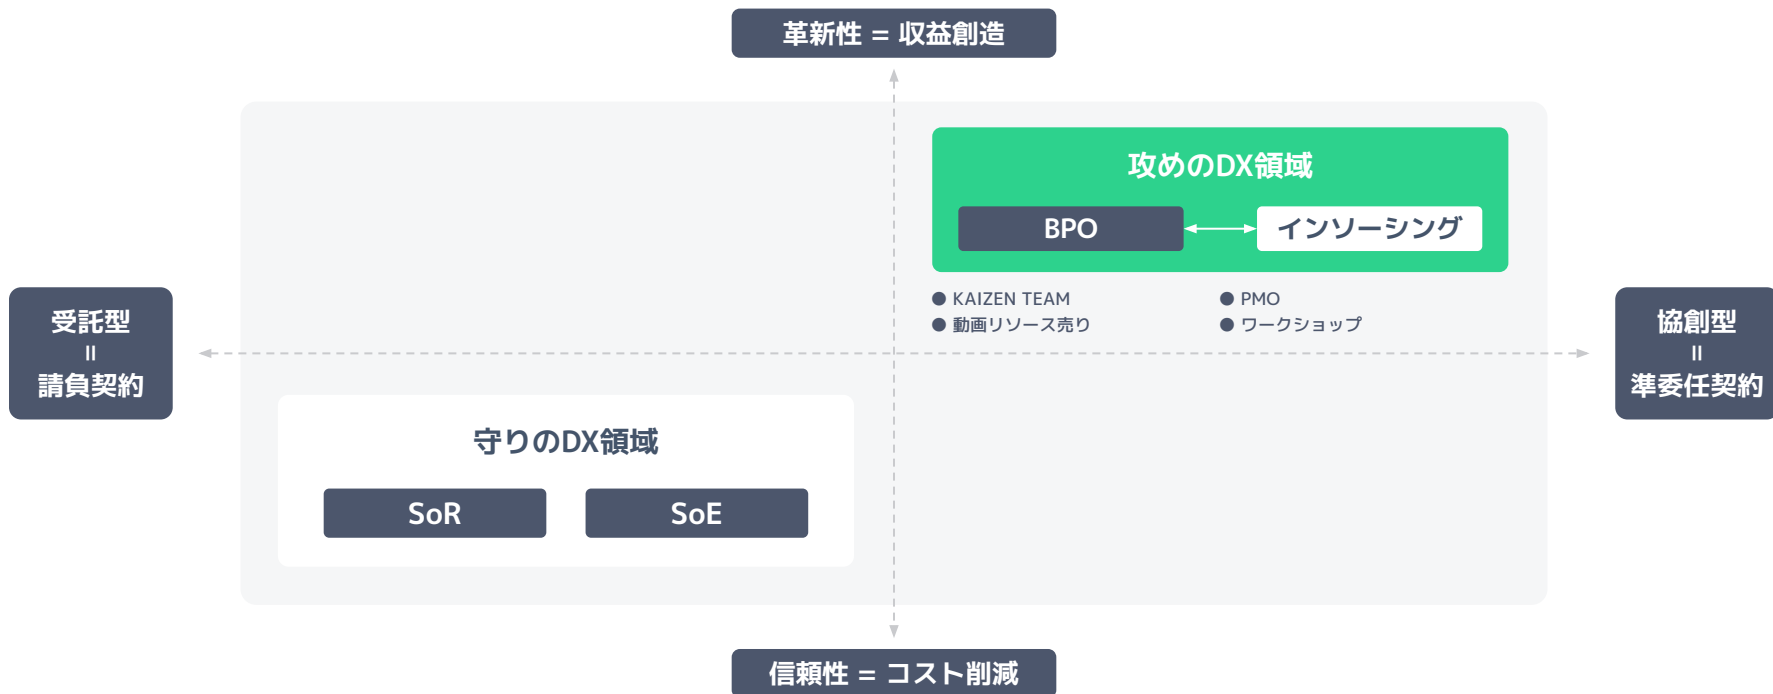 革新性 = 収益創造
攻めのDX領域
BPO
インソーシング
● KAIZEN TEAM
● 動画リソース売り
● PMO
● ワークショップ
受託型
=
請負契約
協創型
=
準委任契約
守りのDX領域
SoR
SoE
信頼性 = コスト削減